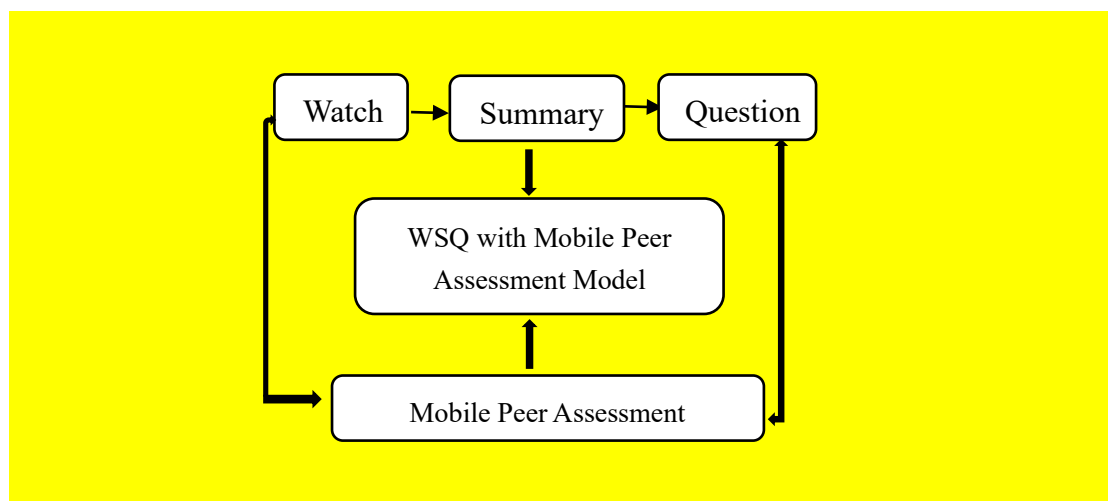 Watch
Summary
Question
WSQ with Mobile Peer
Assessment Model
Mobile Peer Assessment